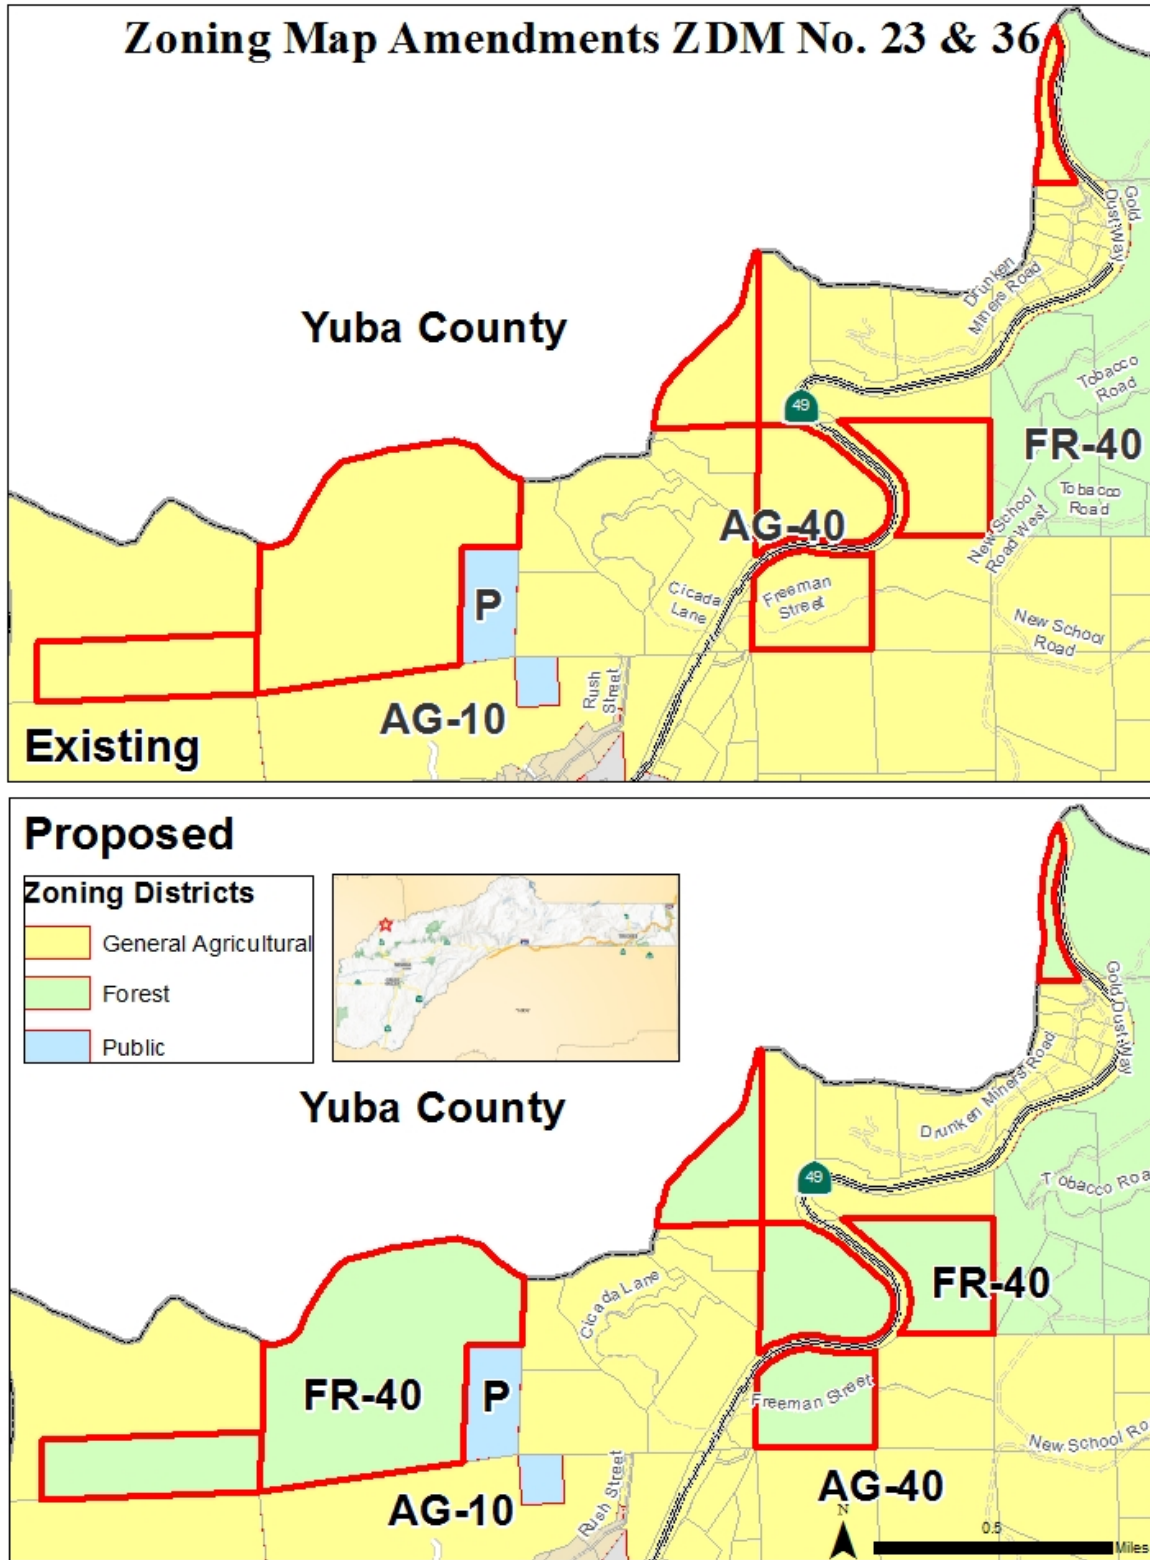 Zoning Map Amendments ZDM No. 23 & 36
Gold
Dust Way
Drunken
Miners Road
Yuba County
Tobacco
Road
49
FR-40
Tobacco
Road
New School
Road West
AG-40
P
Cicada
Lane
Freeman
Street
New School
Road
Rush
Street
AG-10
Existing
Proposed
Zoning Districts
General Agricultural
Forest
Public
Gold Dust Way
Drunken Miners Road
Yuba County
49
Tobacco Roa
Cicada Lane
FR-40
FR-40
P
Freeman Street
New School Ro
Rush Street
AG-10
AG-40
N
0.5
Miles